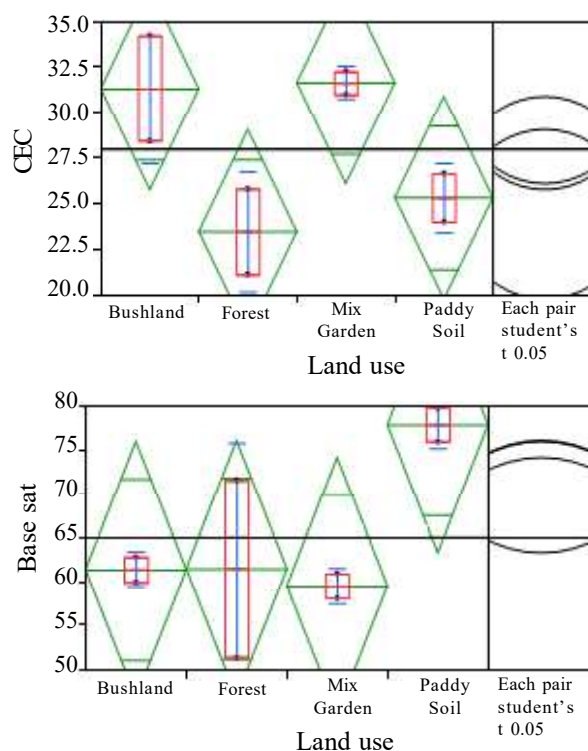 CEC
35.0
32.5
30.0
27.5
25.0
22.5
20.0
Bushland
Forest
Mix
Garden
Paddy
Soil
Each pair
student's
t 0.05
Land use
Base sat
80
75
70
65
60
55
50
Bushland
Forest
Mix
Garden
Paddy
Soil
Each pair
student's
t 0.05
Land use